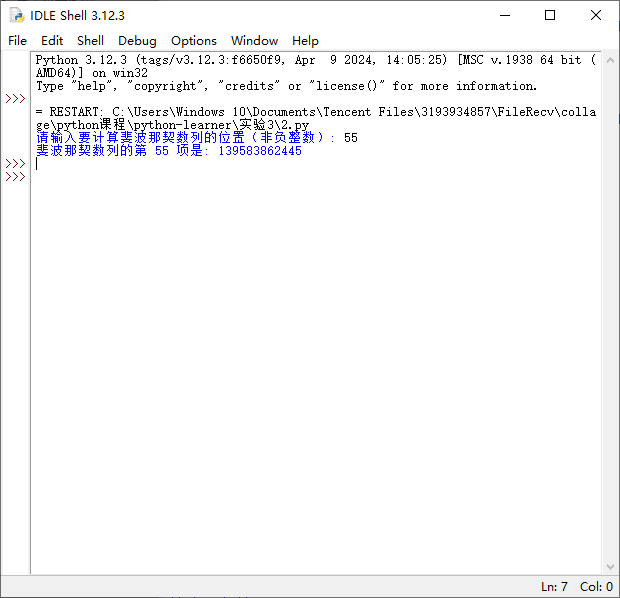 IDLE Shell 3.12.3
File Edit Shell Debug Options Window Help
Python 3.12.3 (tags/v3.12.3:f6650f9, Apr  9 2024, 14:05:25) [MSC v.1938 64 bit (
AMD64)] on win32
Type "help", "copyright", "credits" or "license()" for more information.
>>>
= RESTART: C:\Users\Windows 10\Documents\Tencent Files\3193934857\FileRecv\colla
ge\python课程\python-learner\实验3\2.py
请输入要计算斐波那契数列的位置（非负整数）: 55
斐波那契数列的第 55 项是: 139583862445
>>>
>>>
Ln: 7 Col: 0